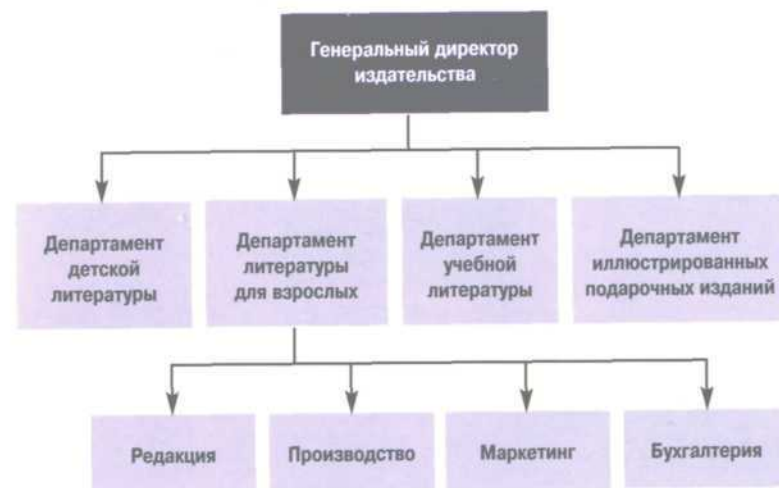 Генеральный директор
издательства
Департамент
детской
литературы
Департамент
литературы
для взрослых
Департамент
учебной
литературы
Департамент
иллюстрированных
подарочных изданий
Редакция
Производство
Маркетинг
Бухгалтерия